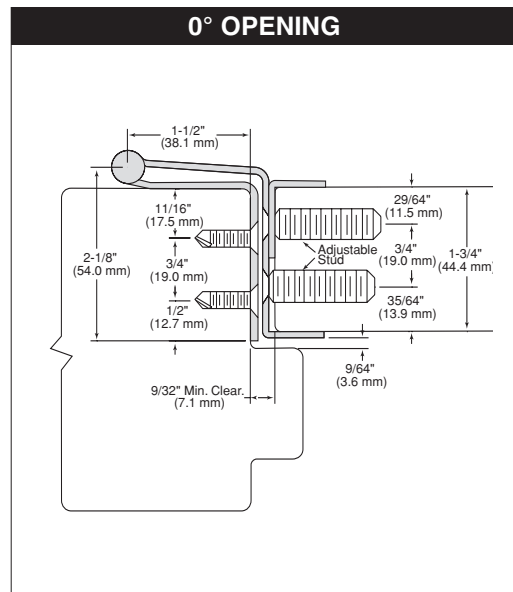 0° OPENING
1-1/2"
(38.1 mm)
11/16"
(17.5 mm)
29/64"
(11.5 mm)
Adjustable
Stud
2-1/8"
(54.0 mm)
3/4"
(19.0 mm)
3/4"
(19.0 mm)
1-3/4"
(44.4 mm)
1/2"
(12.7 mm)
35/64"
(13.9 mm)
9/32" Min. Clear.
(7.1 mm)
9/64"
(3.6 mm)